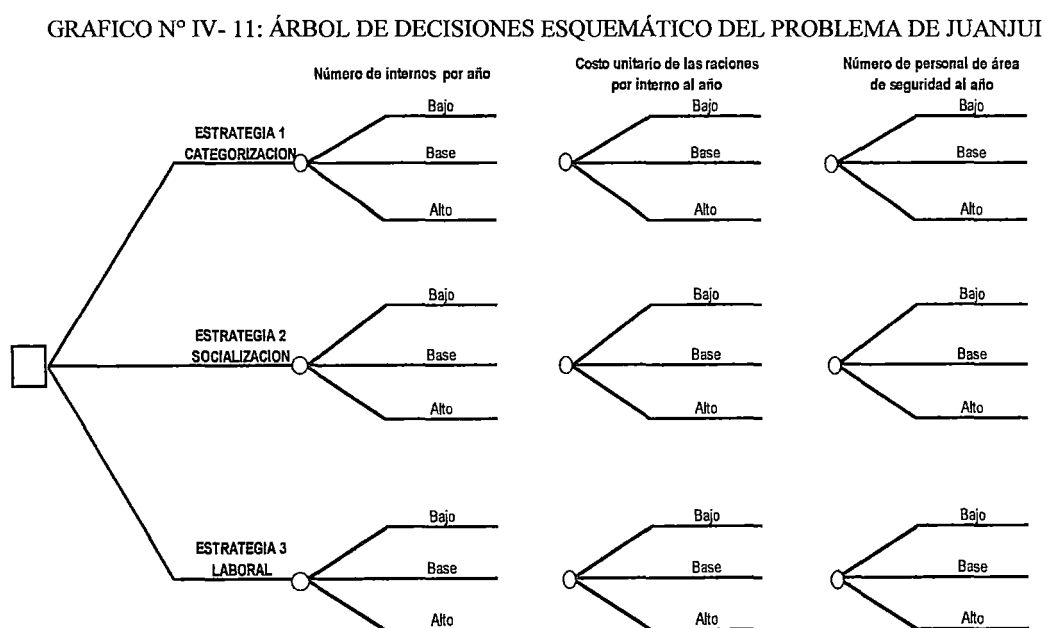 GRAFICO Nº IV- 11: ÁRBOL DE DECISIONES ESQUEMÁTICO DEL PROBLEMA DE JUANJUI
Número de internos por año
Costo unitario de las raciones
por interno al año
Número de personal de área
de seguridad al año
ESTRATEGIA 1
CATEGORIZACION
Bajo
Base
Alto
Bajo
Base
Alto
Bajo
Base
Alto
ESTRATEGIA 2
SOCIALIZACION
Bajo
Base
Alto
Bajo
Base
Alto
Bajo
Base
Alto
ESTRATEGIA 3
LABORAL
Bajo
Base
Alto
Bajo
Base
Alto
Bajo
Base
Alto